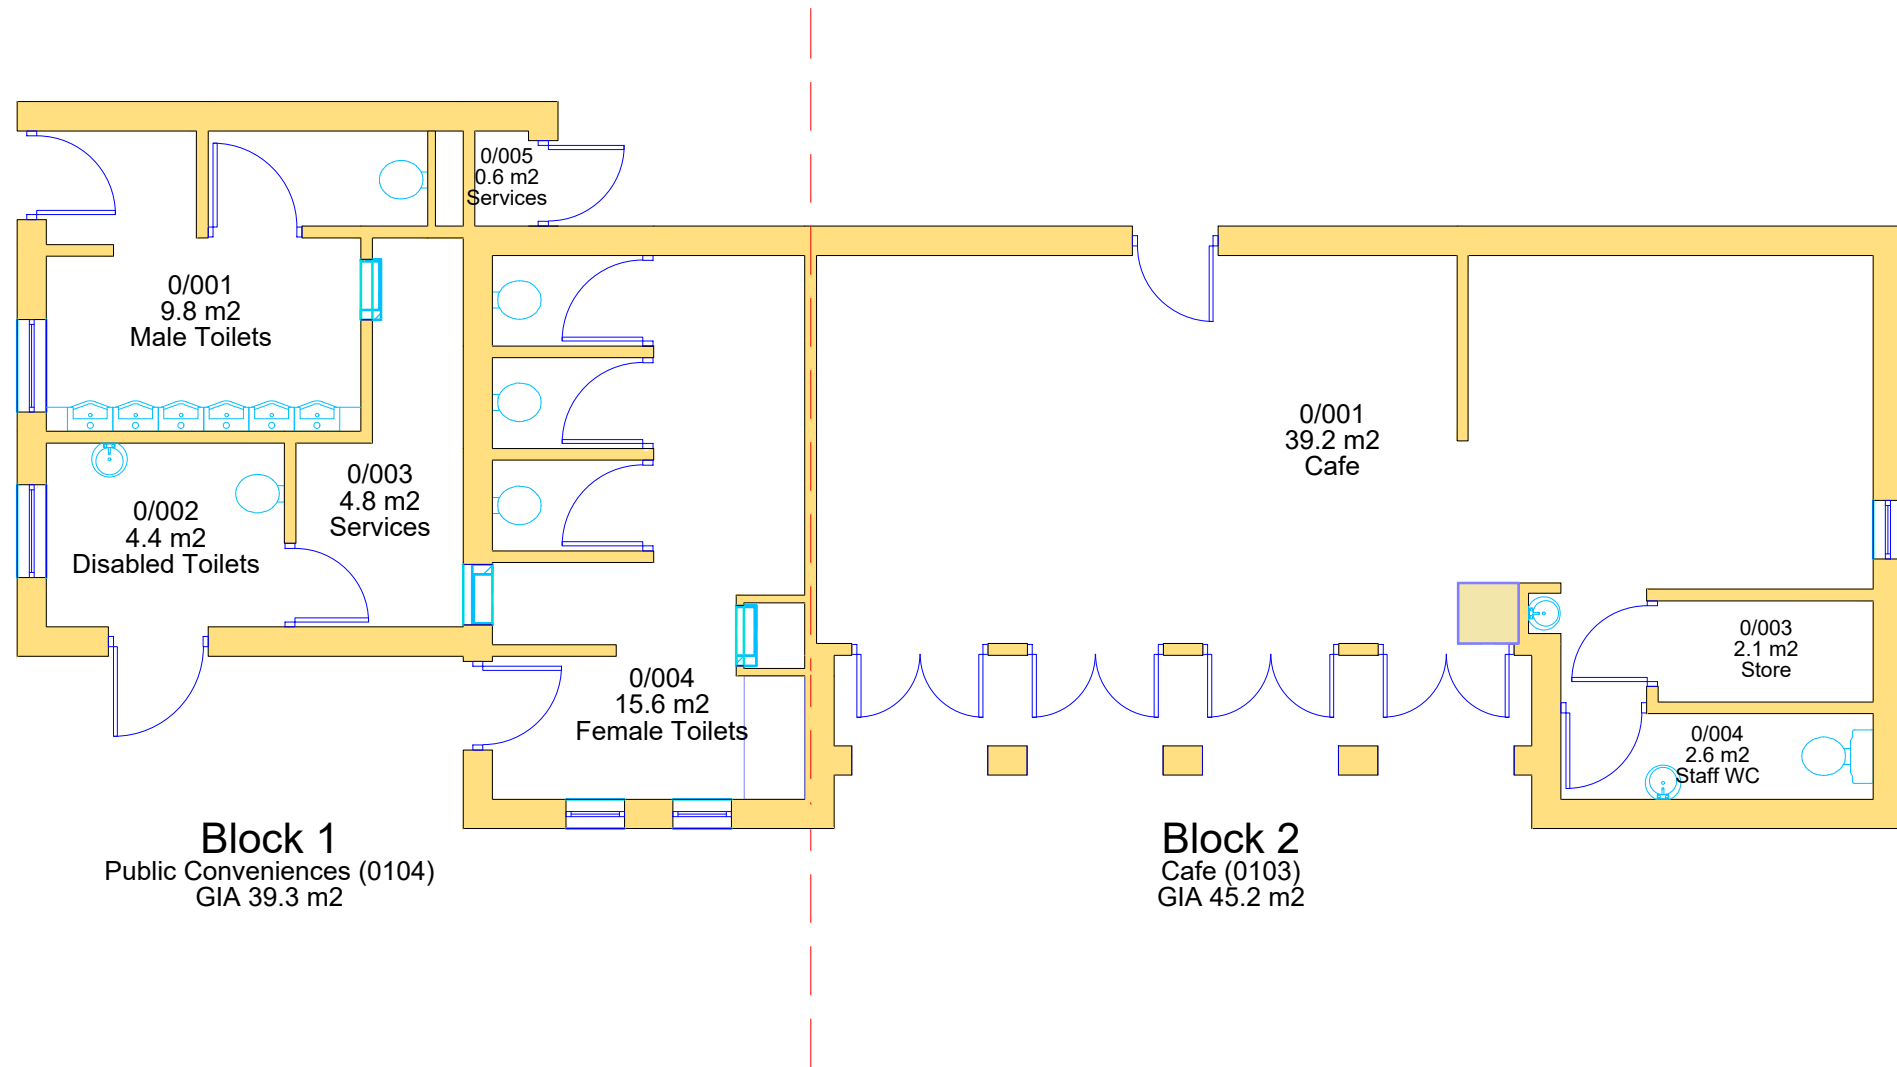 0/005
0.6 m2
Services
0/001
9.8 m2
Male Toilets
0/002
4.4 m2
Disabled Toilets
0/003
4.8 m2
Services
0/004
15.6 m2
Female Toilets
0/001
39.2 m2
Cafe
0/003
2.1 m2
Store
0/004
2.6 m2
Staff WC
Block 1
Public Conveniences (0104)
GIA 39.3 m2
Block 2
Cafe (0103)
GIA 45.2 m2